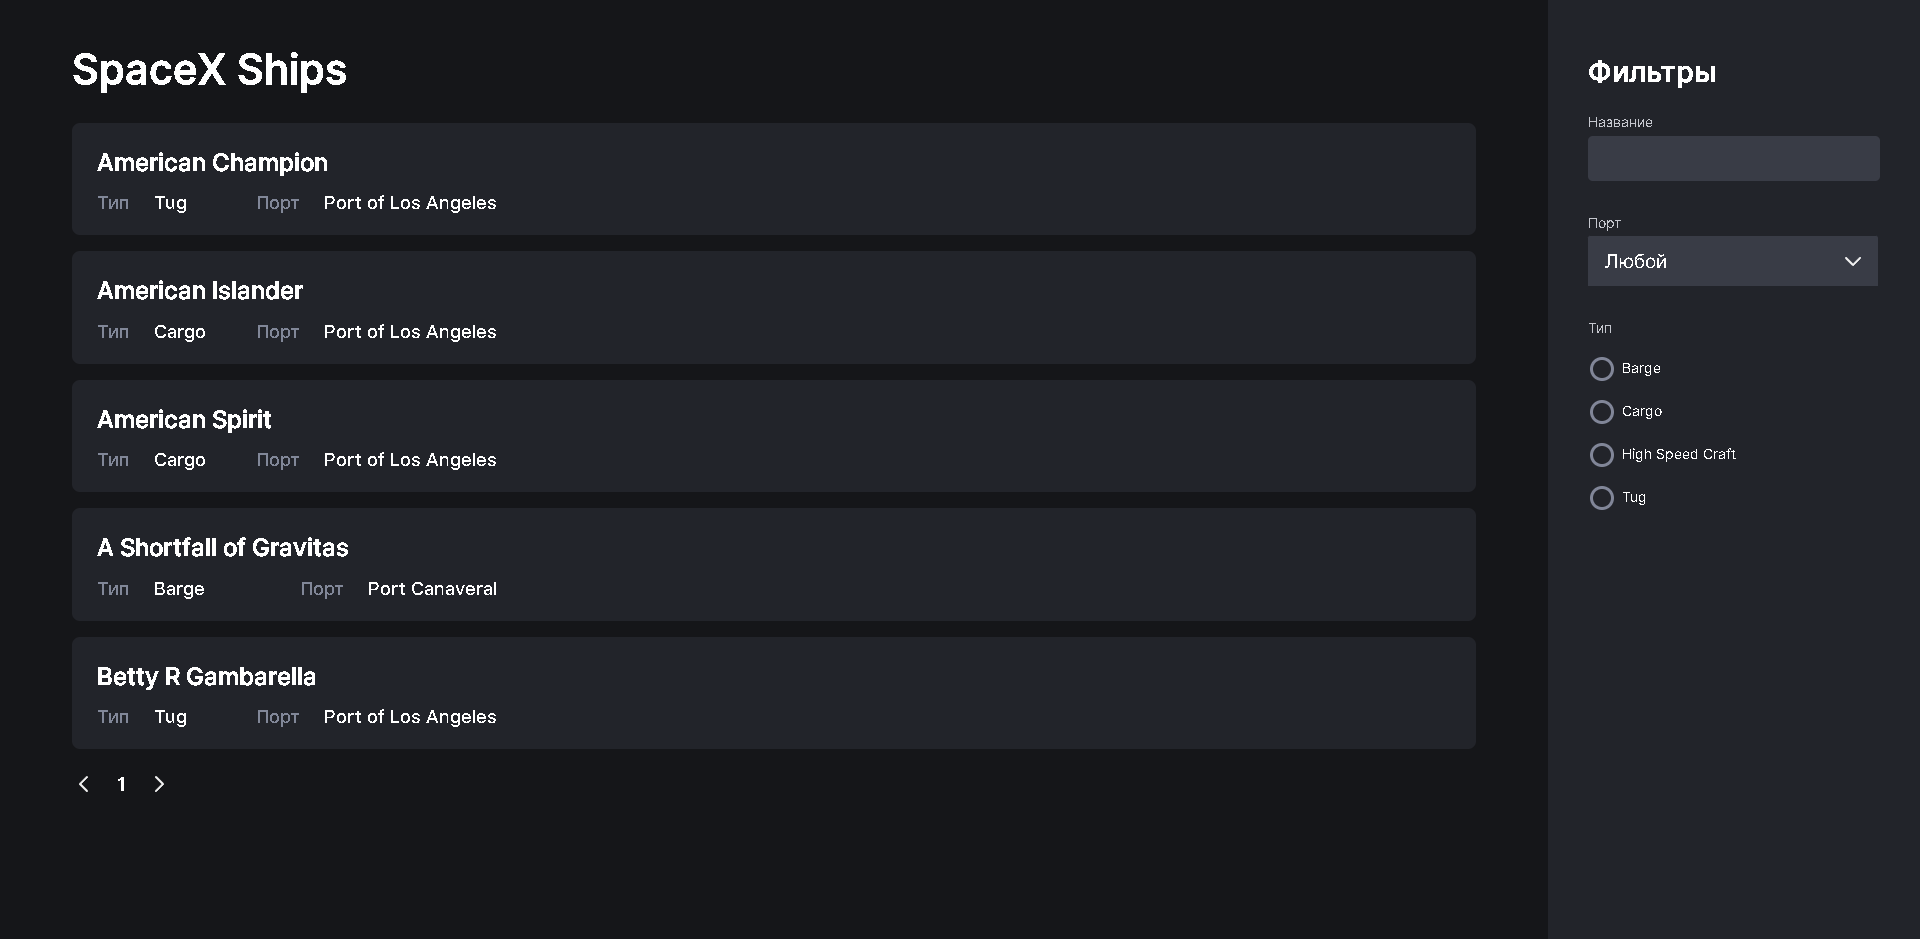 SpaceX Ships
American Champion
Тип Tug Порт Port of Los Angeles
American Islander
Тип Cargo Порт Port of Los Angeles
American Spirit
Тип Cargo Порт Port of Los Angeles
A Shortfall of Gravitas
Тип Barge Порт Port Canaveral
Betty R Gambarella
Тип Tug Порт Port of Los Angeles
1
Фильтры
Название
Порт
Любой
Тип
Barge
Cargo
High Speed Craft
Tug